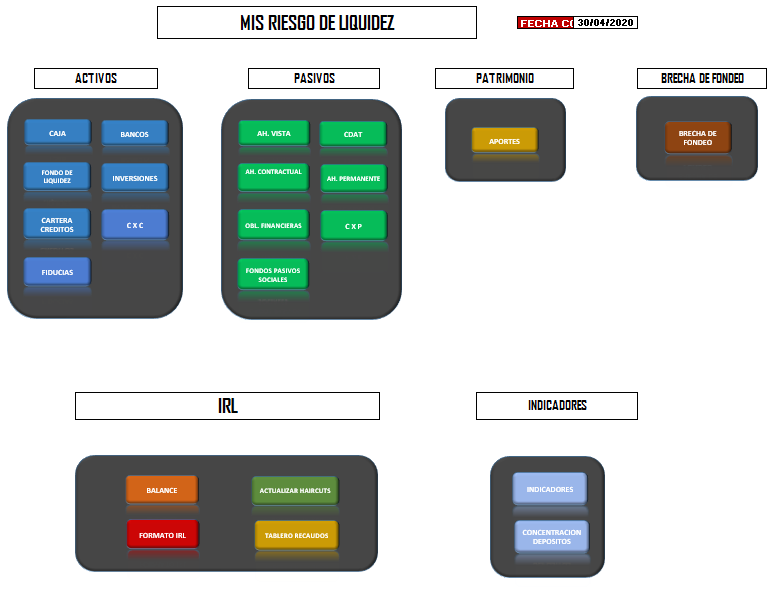 MIS RIESGO DE LIQUIDEZ
FECHA CO 30/04/2020
ACTIVOS
CAJA
BANCOS
FONDO DE
LIQUIDEZ
INVERSIONES
CARTERA
CREDITOS
C X C
FIDUCIAS
PASIVOS
AH. VISTA
CDAT
AH. CONTRACTUAL
AH. PERMANENTE
OBL. FINANCIERAS
C X P
FONDOS PASIVOS
SOCIALES
PATRIMONIO
APORTES
BRECHA DE FONDEO
BRECHA DE
FONDEO
IRL
BALANCE
ACTUALIZAR HAIRCUTS
FORMATO IRL
TABLERO RECAUDOS
INDICADORES
INDICADORES
CONCENTRACION
DEPOSITOS